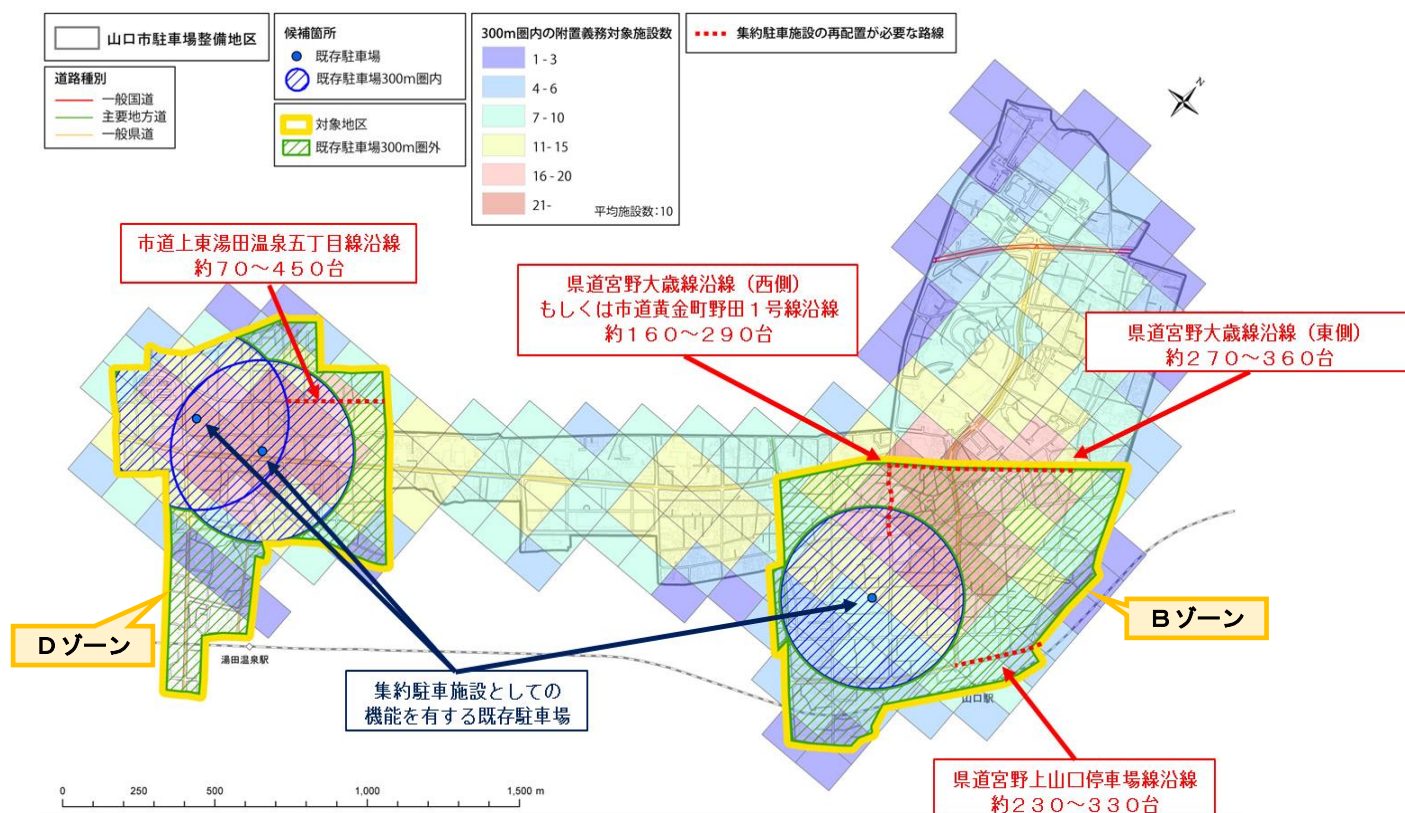 山口市駐車場整備地区
道路種別
一般国道
主要地方道
一般県道
候補箇所
既存駐車場
既存駐車場300m圏内
対象地区
既存駐車場300m圏外
300m圏内の附置義務対象施設数
1 - 3
4 - 6
7 - 10
11- 15
16 - 20
21-
平均施設数：10
集約駐車施設の再配置が必要な路線
N
市道上東湯田温泉五丁目線沿線
約７０～４５０台
県道宮野大歳線沿線（西側）
もしくは市道黄金町野田１号線沿線
約１６０～２９０台
県道宮野大歳線沿線（東側）
約２７０～３６０台
Ｄゾーン
Ｂゾーン
湯田温泉駅
山口駅
集約駐車施設としての
機能を有する既存駐車場
県道宮野上山口停車場線沿線
約２３０～３３０台
0 250 500 1,000 1,500 m